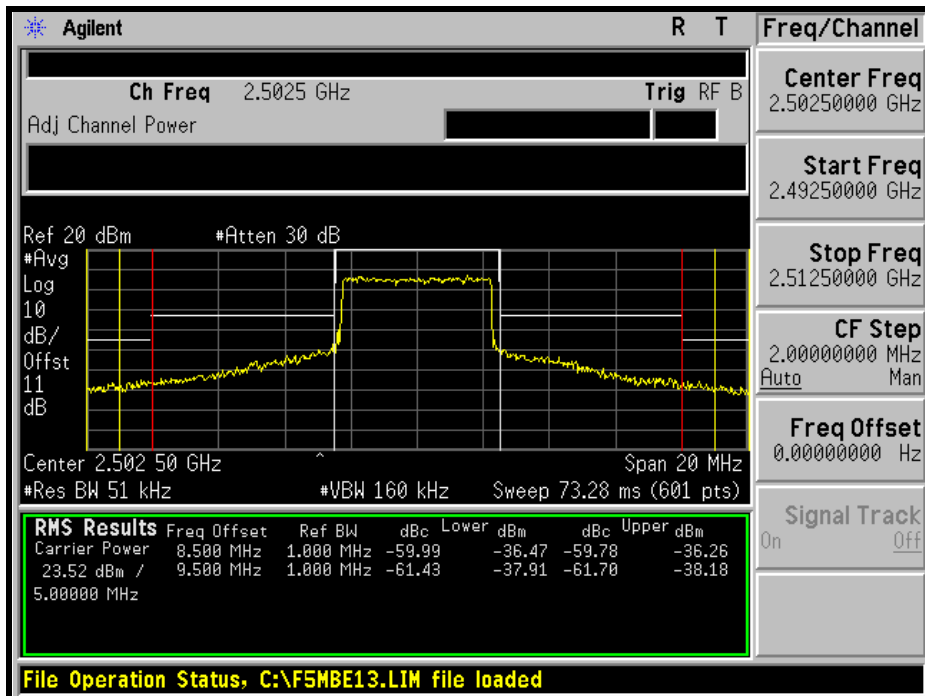 Agilent R T Freq/Channel
Ch Freq 2.5025 GHz Trig RF B
Adj Channel Power
Center Freq
2.50250000 GHz
Start Freq
2.49250000 GHz
Stop Freq
2.51250000 GHz
CF Step
2.00000000 MHz
Auto Man
Freq Offset
0.00000000 Hz
Signal Track
On Off
Ref 20 dBm #Atten 30 dB
#Avg
Log
10
dB/
Offst
11
dB
Center 2.502 50 GHz ^ Span 20 MHz
#Res BW 51 kHz #VBW 160 kHz Sweep 73.28 ms (601 pts)
RMS Results Freq Offset Ref BW dBc Lower dBm dBc Upper dBm
Carrier Power 8.500 MHz 1.000 MHz -59.99 -36.47 -59.78 -36.26
23.52 dBm / 9.500 MHz 1.000 MHz -61.43 -37.91 -61.70 -38.18
5.00000 MHz
File Operation Status, C:\F5MBE13.LIM file loaded